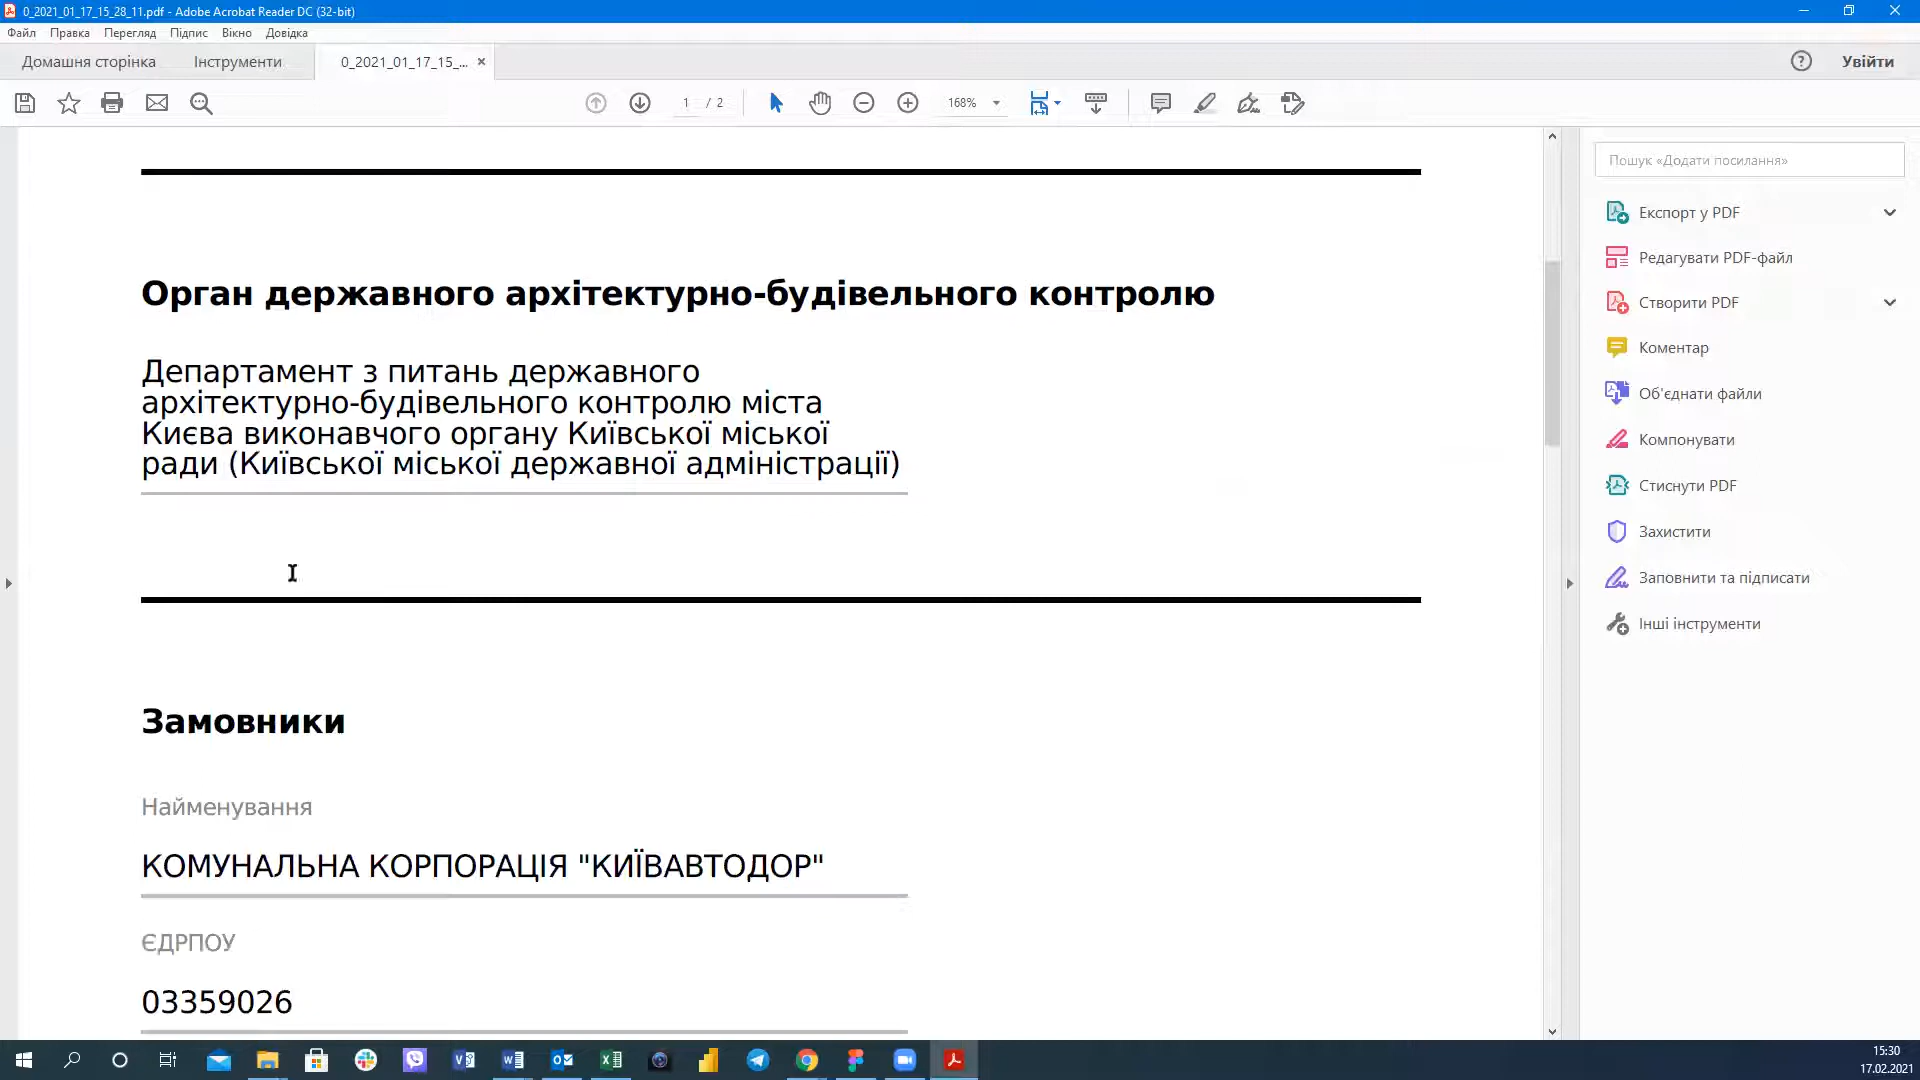 0_2021_01_17_15_28_11.pdf - Adobe Acrobat Reader DC (32-bit)
Файл Правка Перегляд Підпис Вікно Довідка
Домашня сторінка Інструменти 0_2021_01_17_15_... × Увійти
1 / 2 168%
Пошук «Додати посилання»
Експорт у PDF
Редагувати PDF-файл
Створити PDF
Коментар
Об'єднати файли
Компонувати
Стиснути PDF
Захистити
Заповнити та підписати
Інші інструменти
Орган державного архітектурно-будівельного контролю
Департамент з питань державного
архітектурно-будівельного контролю міста
Києва виконавчого органу Київської міської
ради (Київської міської державної адміністрації)
Замовники
Найменування
КОМУНАЛЬНА КОРПОРАЦІЯ "КИЇВАВТОДОР"
ЄДРПОУ
03359026
15:30
17.02.2021